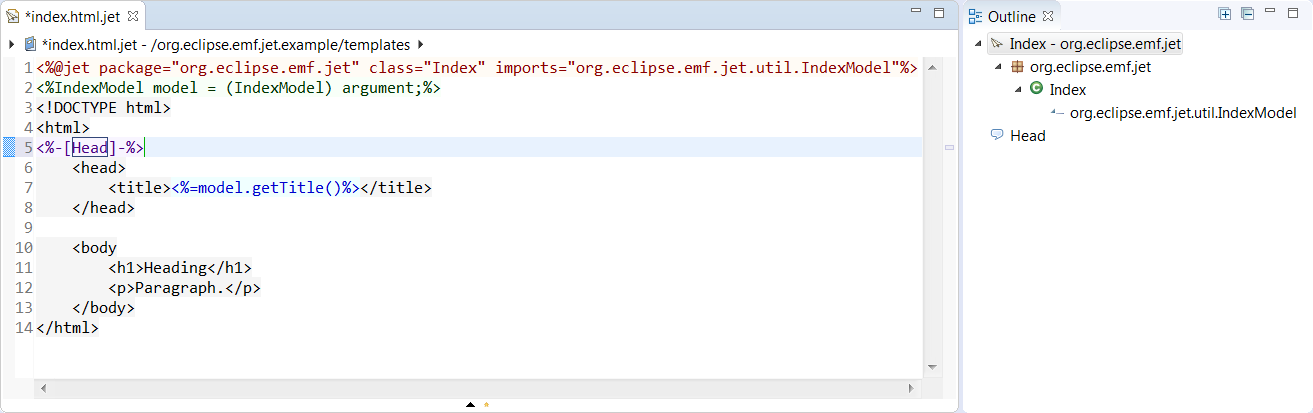 *index.html.jet
*index.html.jet - /org.eclipse.emf.jet.example/templates
1 <%@jet package="org.eclipse.emf.jet" class="Index" imports="org.eclipse.emf.jet.util.IndexModel"%>
2 <%IndexModel model = (IndexModel) argument;%>
3 <!DOCTYPE html>
4 <html>
5 <%-[Head]-%>
6     <head>
7         <title><%=model.getTitle()%></title>
8     </head>
9
10     <body
11         <h1>Heading</h1>
12         <p>Paragraph.</p>
13     </body>
14 </html>
Outline
Index - org.eclipse.emf.jet
org.eclipse.emf.jet
Index
org.eclipse.emf.jet.util.IndexModel
Head